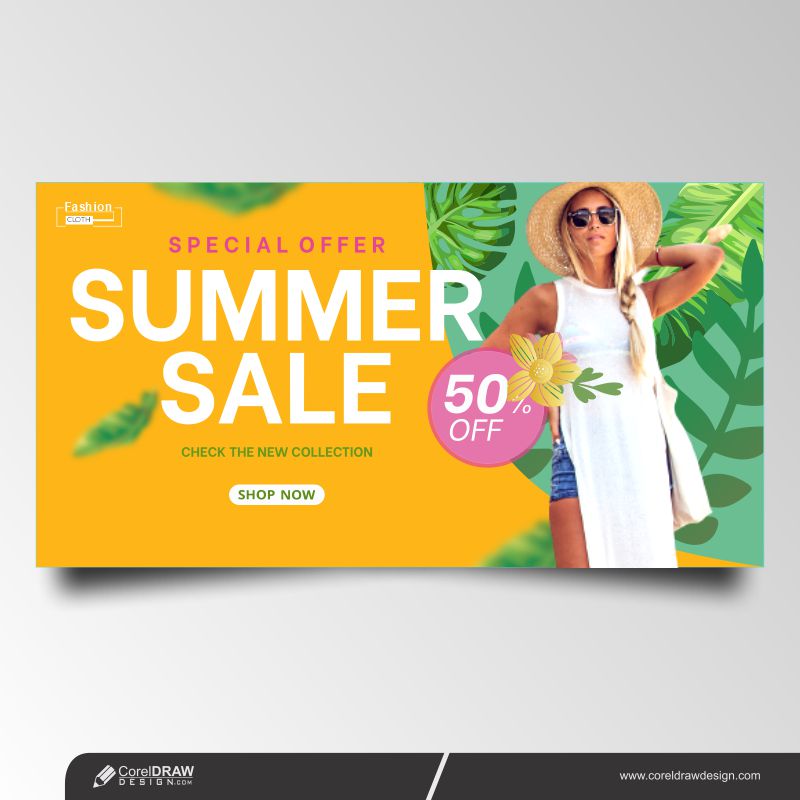 Fashion
CLOTH
SPECIAL OFFER
SUMMER
SALE
50%
OFF
CHECK THE NEW COLLECTION
SHOP NOW
CorelDRAW
DESIGN.COM
www.coreldrawdesign.com